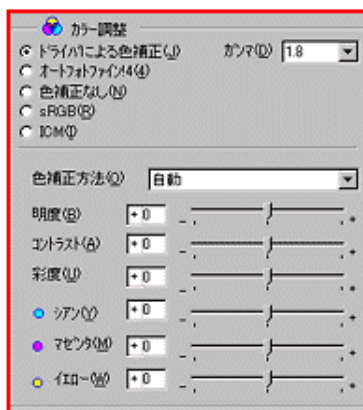 カラー調整
ドライバによる色補正(J) ガンマ(D) 1.8
オートフォトファイン!4(4)
色補正なし(N)
sRGB(R)
ICM(I)
色補正方法(O) 自動
明度(B) +0 - +
コントラスト(A) +0 - +
彩度(U) +0 - +
シアン(Y) +0 - +
マゼンタ(M) +0 - +
イエロー(W) +0 - +